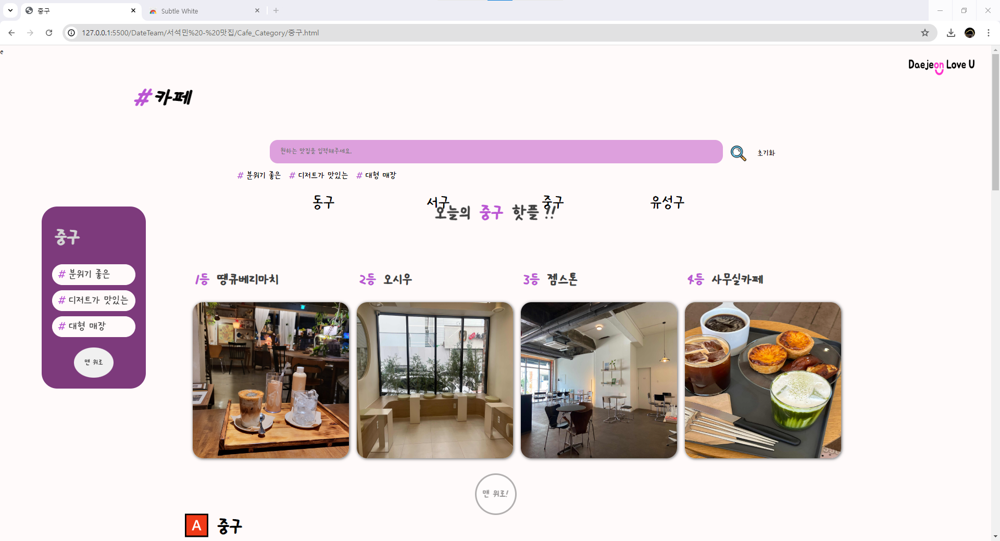 중구
Subtle White
127.0.0.1:5500/DateTeam/서석민%20-%20맛집/Cafe_Category/중구.html
e
Daejeon Love U
# 카페
원하는 맛집을 입력해주세요.
초기화
# 분위기 좋은 # 디저트가 맛있는 # 대형 매장
동구 서구 중구 유성구
오늘의 중구 핫플 ?!
중구
# 분위기 좋은
# 디저트가 맛있는
# 대형 매장
맨 위로
1등 땡큐베리마치
2등 오시우
3등 젬스톤
4등 사무실카페
맨 위로!
A 중구